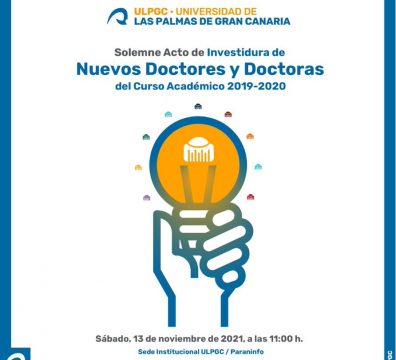 ULPGC · UNIVERSIDAD DE
LAS PALMAS DE GRAN CANARIA
Solemne Acto de Investidura de
Nuevos Doctores y Doctoras
del Curso Académico 2019-2020
Sábado, 13 de noviembre de 2021, a las 11:00 h.
Sede Institucional ULPGC / Paraninfo
ULPGC